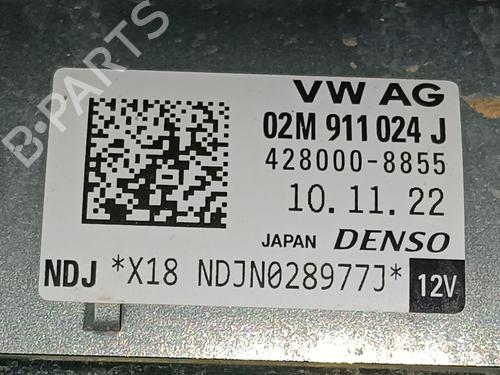 B-PARTS
VW AG
02M 911 024 J
428000-8855
10.11.22
JAPAN DENSO
NDJ *X18 NDJN028977J* 12V